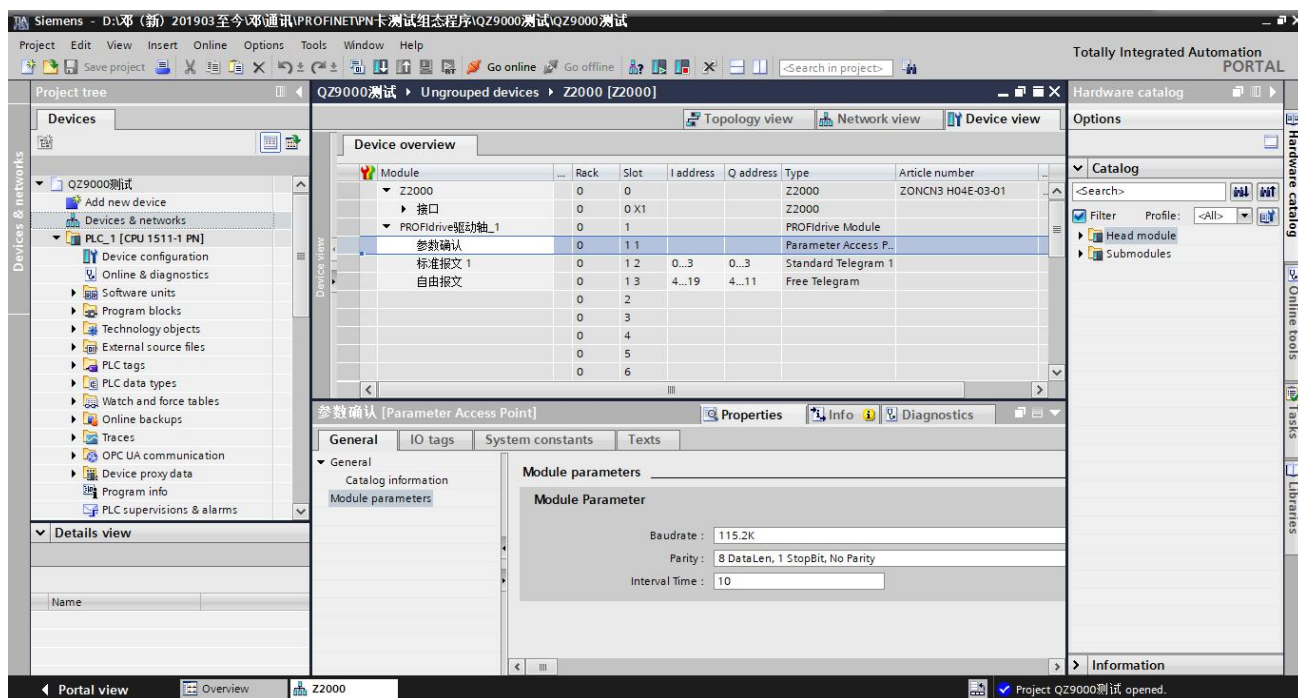 Siemens - D:\邓（新）201903至今\邓\通讯\PROFINET\PN卡测试组态程序\QZ9000测试\QZ9000测试
Project Edit View Insert Online Options Tools Window Help
Totally Integrated Automation
PORTAL
Save project Go online Go offline <Search in project>
Project tree
QZ9000测试 Ungrouped devices Z2000 [Z2000]
Hardware catalog
Devices
Topology view Network view Device view
Options
Device overview
Module ... Rack Slot I address Q address Type Article number ..
Z2000 0 0 Z2000 ZONCN3 H04E-03-01
接口 0 0 X1 Z2000
PROFIdrive驱动轴_1 0 1 PROFIdrive Module
参数确认 0 1 1 Parameter Access P..
标准报文 1 0 1 2 0...3 0...3 Standard Telegram 1
自由报文 0 1 3 4...19 4...11 Free Telegram
0 2
0 3
0 4
0 5
0 6
QZ9000测试
Add new device
Devices & networks
PLC_1 [CPU 1511-1 PN]
Device configuration
Online & diagnostics
Software units
Program blocks
Technology objects
External source files
PLC tags
PLC data types
Watch and force tables
Online backups
Traces
OPC UA communication
Device proxy data
Program info
PLC supervisions & alarms
Details view
Name
Devices & networks
Device view
Catalog
<Search>
Filter Profile: <All>
Head module
Submodules
Information
Hardware catalog
Online tools
Tasks
Libraries
参数确认 [Parameter Access Point]
Properties Info Diagnostics
General IO tags System constants Texts
General
Catalog information
Module parameters
Module parameters
Module Parameter
Baudrate : 115.2K
Parity : 8 DataLen, 1 StopBit, No Parity
Interval Time : 10
Portal view Overview Z2000 Project QZ9000测试 opened.